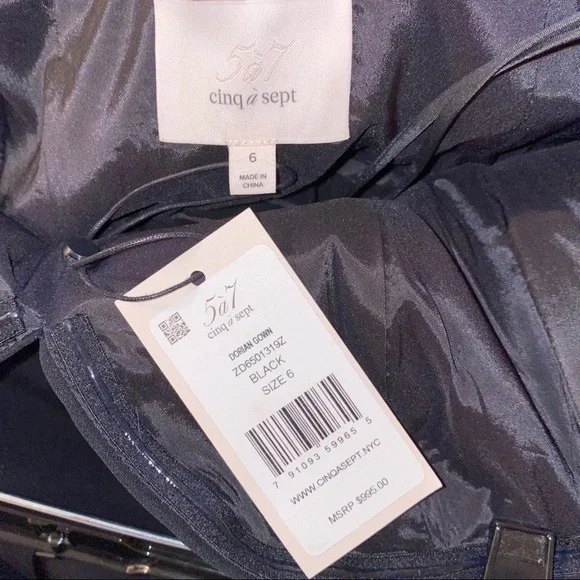 5à7
cinq à sept
6
MADE IN
CHINA
5à7
cinq à sept
DORIAN GOWN
ZD6501319Z
BLACK
SIZE 6
7 91093 59965 5
WWW.CINQASEPT.NYC
MSRP $995.00